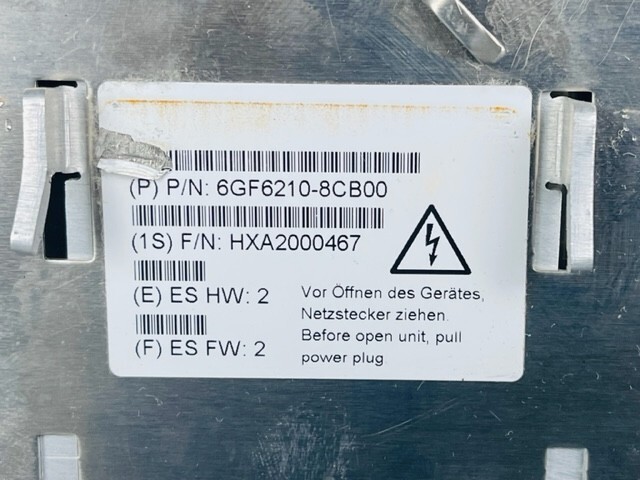 (P) P/N: 6GF6210-8CB00
(1S) F/N: HXA2000467
(E) ES HW: 2
(F) ES FW: 2
Vor Öffnen des Gerätes,
Netzstecker ziehen.
Before open unit, pull
power plug.